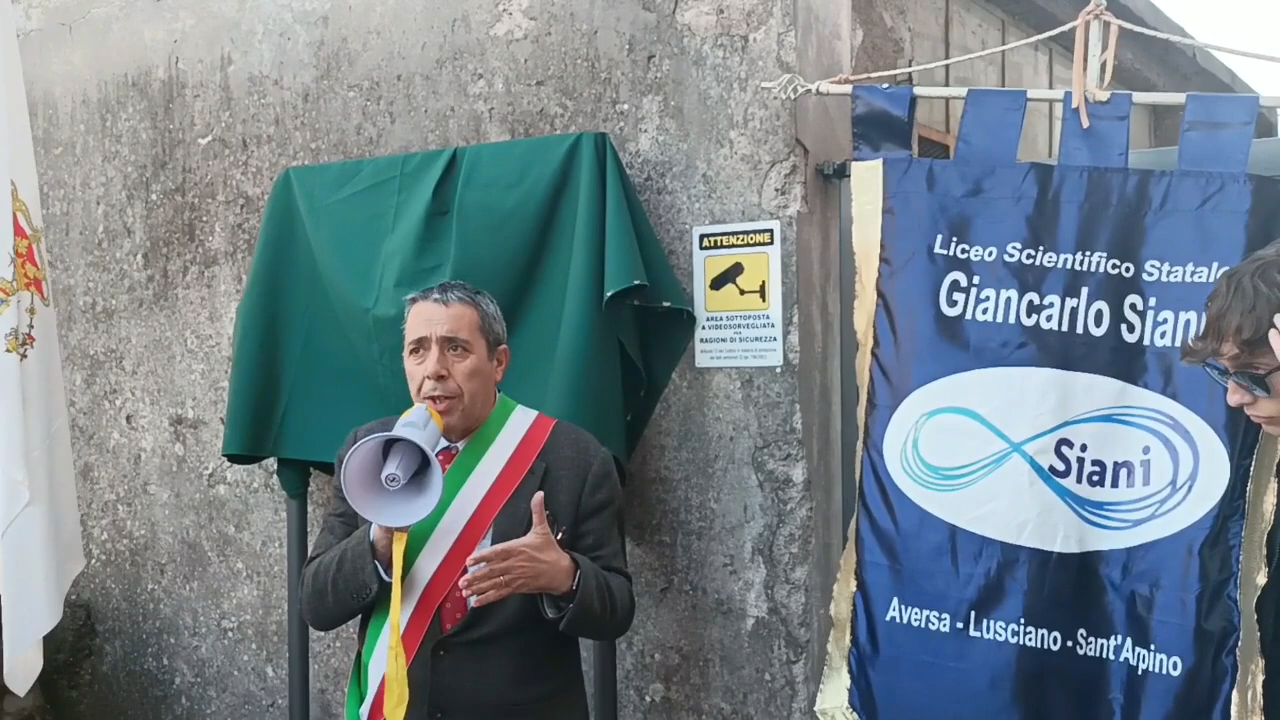 ATTENZIONE
AREA SOTTOPOSTA
A VIDEOSORVEGLIATA
PER
RAGIONI DI SICUREZZA
Liceo Scientifico Statale
Giancarlo Siani
Siani
Aversa - Lusciano - Sant'Arpino